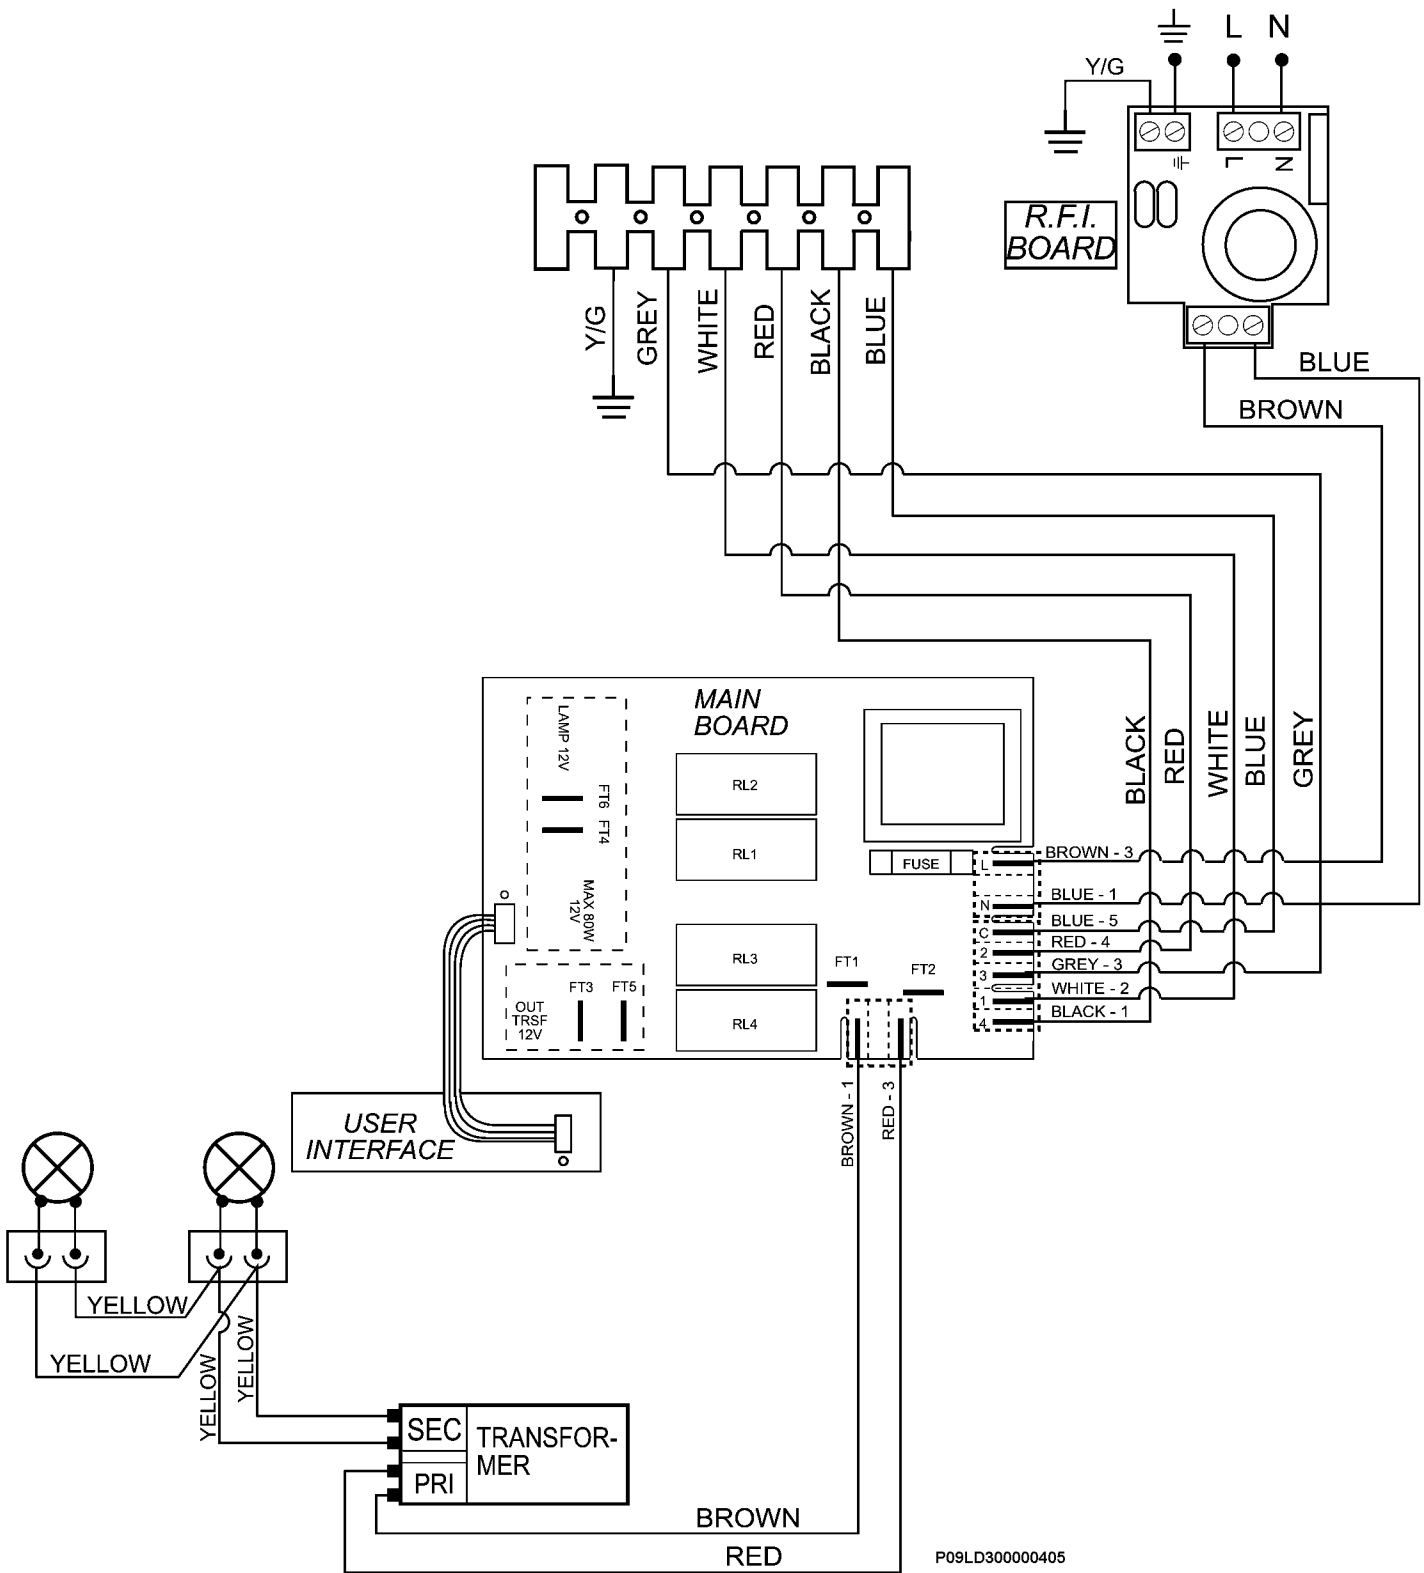 L N
Y/G
L N
R.F.I.
BOARD
Y/G
GREY
WHITE
RED
BLACK
BLUE
BLUE
BROWN
MAIN
BOARD
LAMP 12V
FT6
FT4
MAX 80W
12V
RL2
RL1
RL3
RL4
FUSE
FT1
FT2
FT3
FT5
OUT
TRSF
12V
BLACK
RED
WHITE
BLUE
GREY
L
BROWN - 3
N
BLUE - 1
C
BLUE - 5
2
RED - 4
3
GREY - 3
1
WHITE - 2
4
BLACK - 1
BROWN - 1
RED - 3
USER
INTERFACE
YELLOW
YELLOW
YELLOW
YELLOW
SEC
PRI
TRANSFOR-
MER
BROWN
RED
P09LD300000405